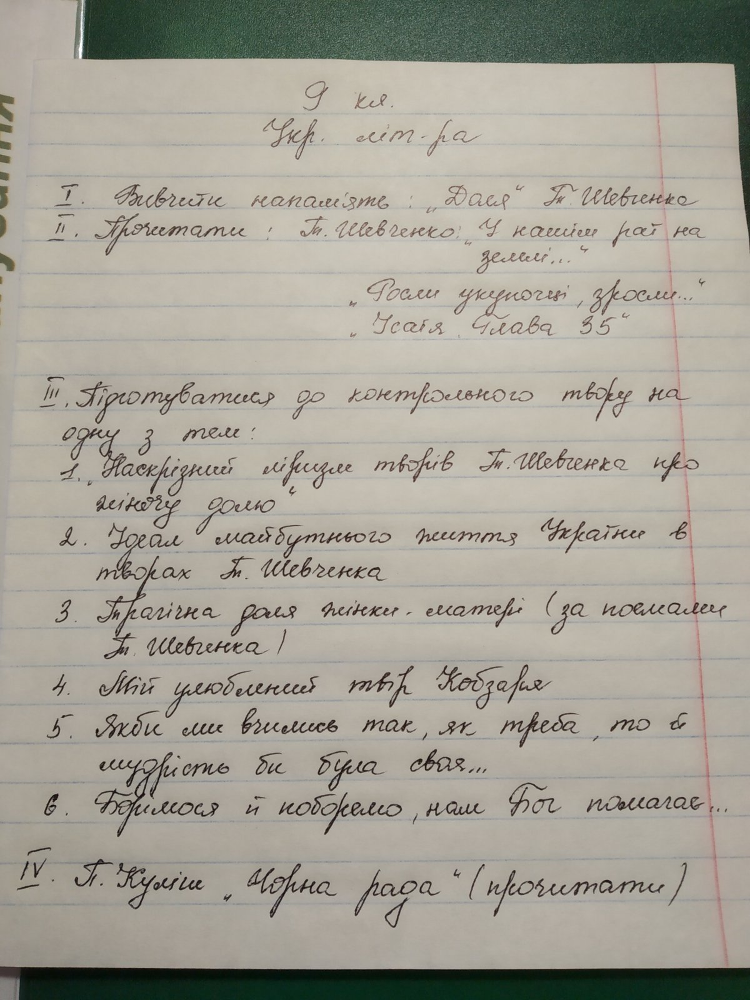 9 кл.
Укр. літ-ра
I. Вивчити напам'ять: „Доля“ Т. Шевченка
II. Прочитати: Т. Шевченко: „У нашім раї на
землі...“
„Росли укупочці, зросли...“
„Ісаія. Глава 35“
III. Підготуватися до контрольного твору на
одну з тем:
1. „Наскрізний ліризм творів Т. Шевченка про
жіночу долю“
2. Ідеал майбутнього життя України в
творах Т. Шевченка
3. Трагічна доля жінки-матері (за поемами
Т. Шевченка)
4. Мій улюблений твір Кобзаря
5. Якби ми вчились так, як треба, то й
мудрість би була своя...
6. Борімося й поборемо, нам Бог помагає...
IV. П. Куліш „Чорна рада“ (прочитати)